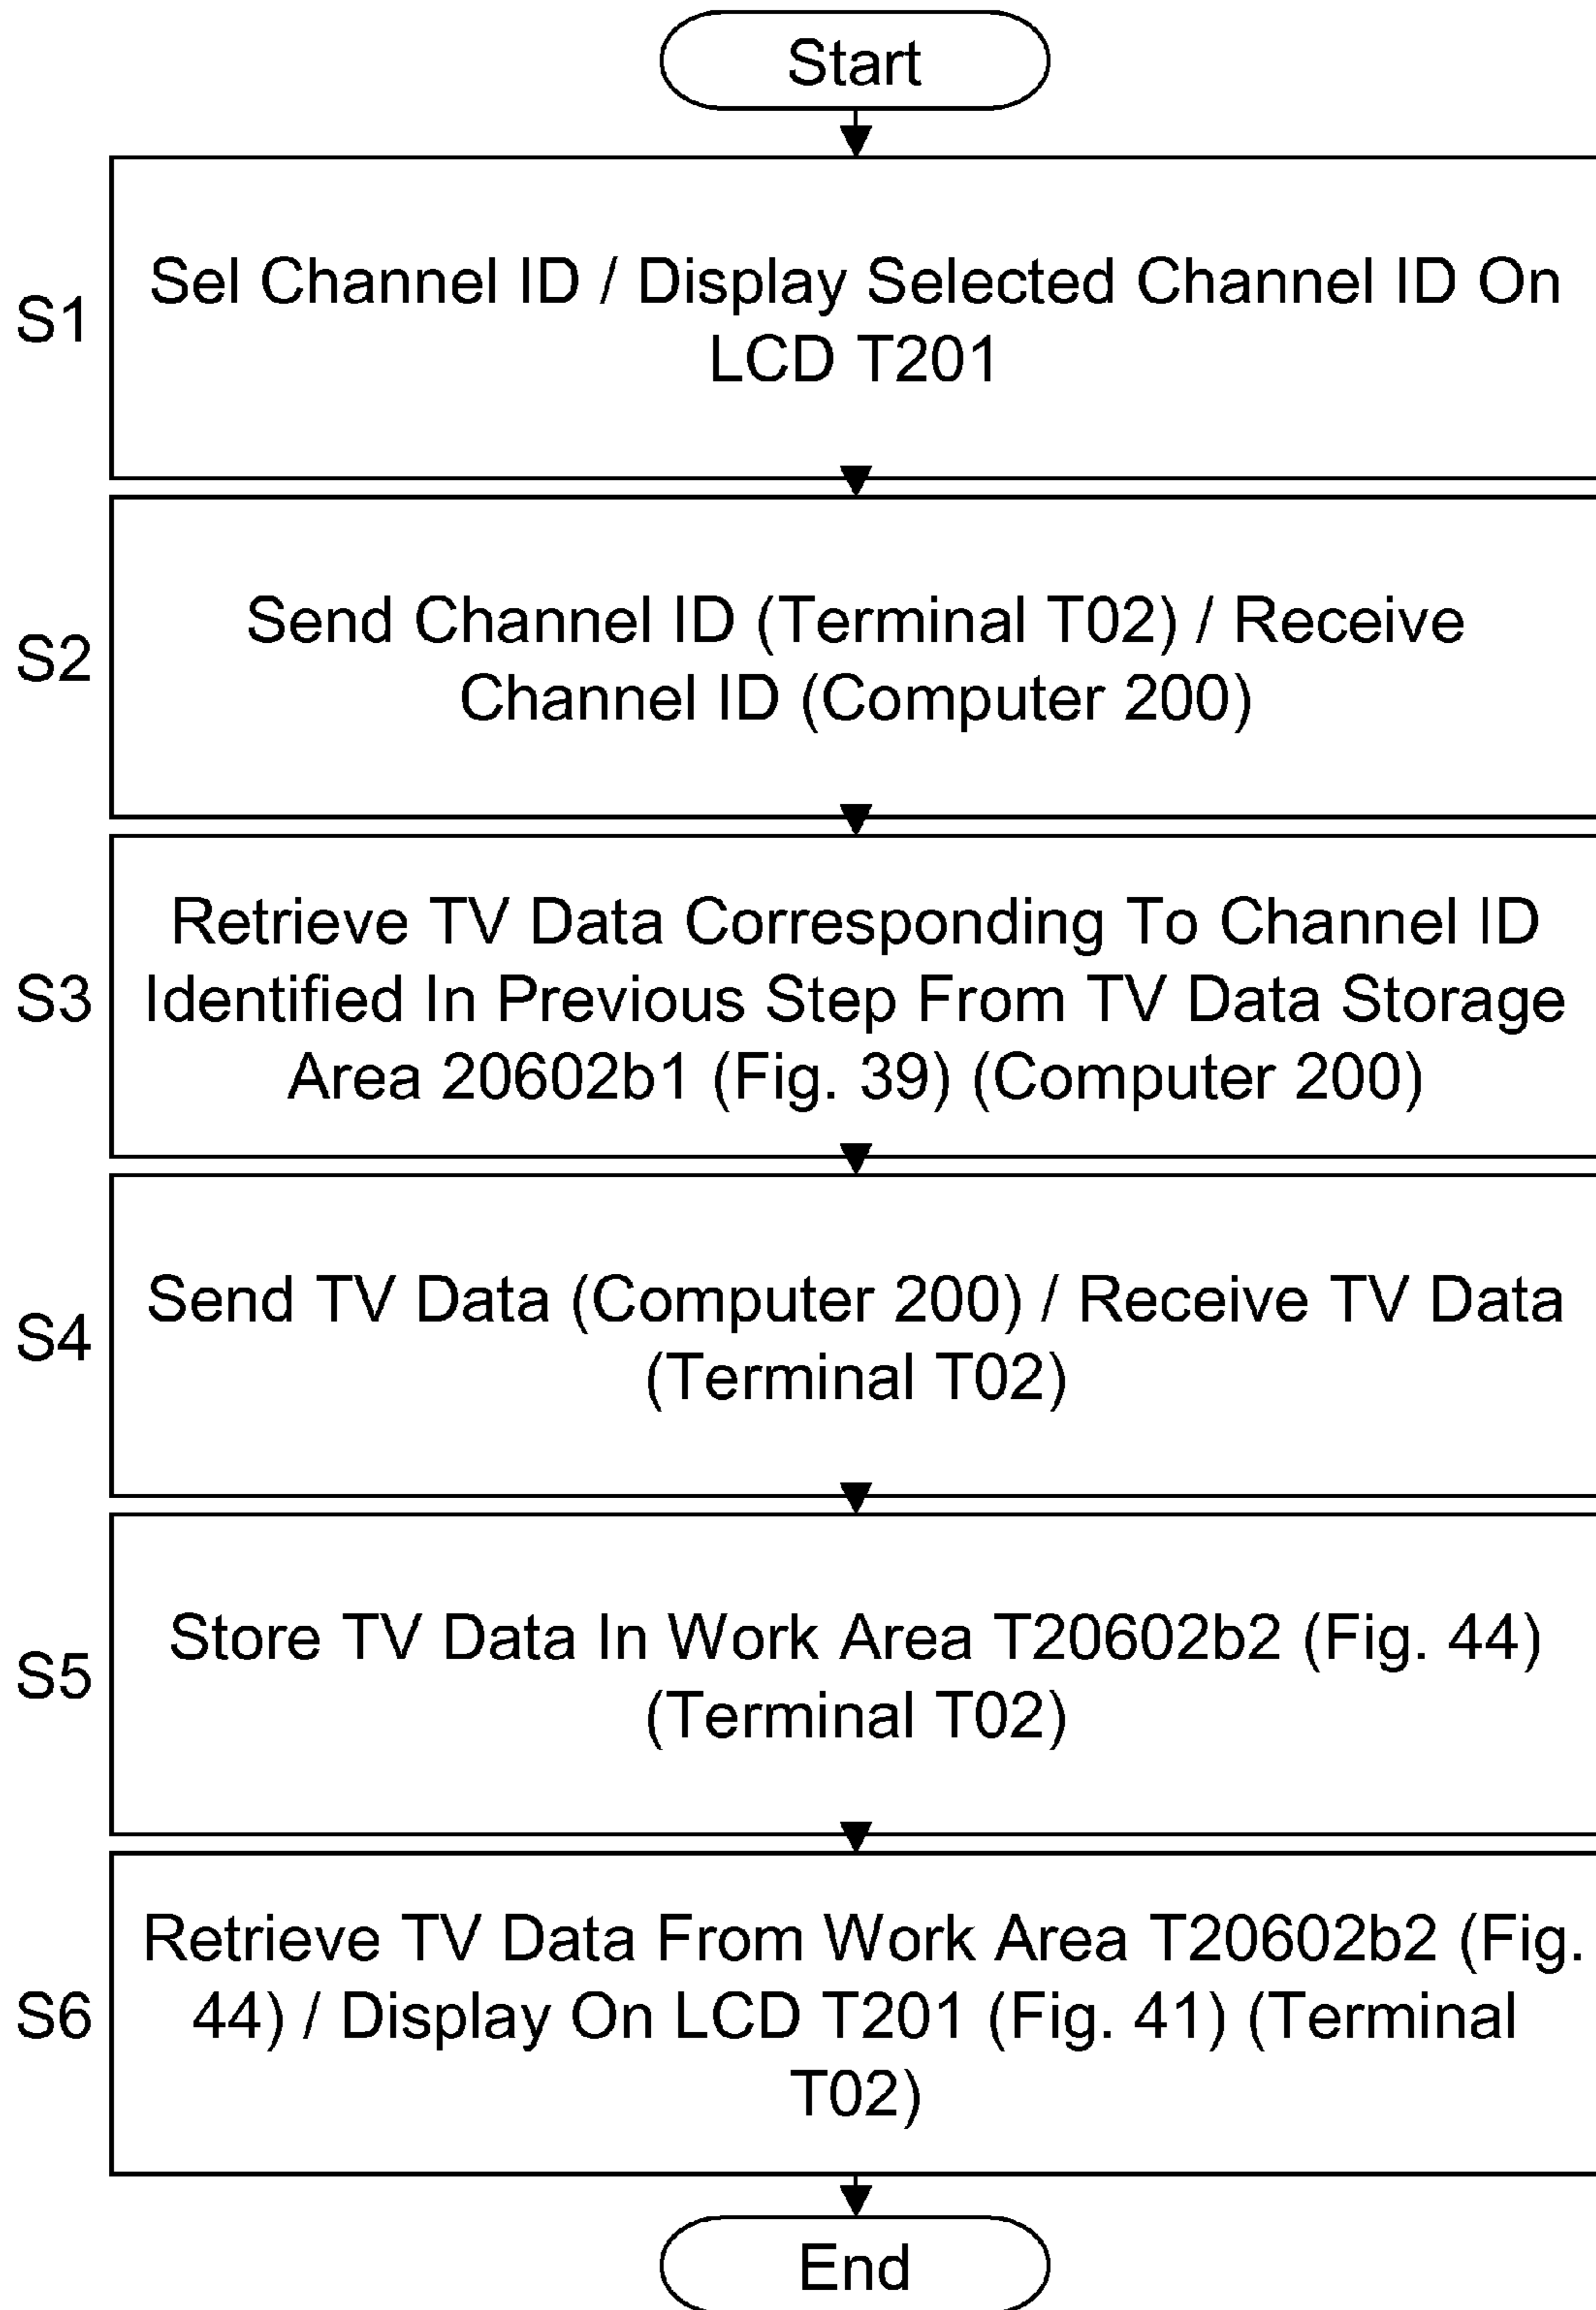 Start
S1
Sel Channel ID / Display Selected Channel ID On
LCD T201
S2
Send Channel ID (Terminal T02) / Receive
Channel ID (Computer 200)
S3
Retrieve TV Data Corresponding To Channel ID
Identified In Previous Step From TV Data Storage
Area 20602b1 (Fig. 39) (Computer 200)
S4
Send TV Data (Computer 200) / Receive TV Data
(Terminal T02)
S5
Store TV Data In Work Area T20602b2 (Fig. 44)
(Terminal T02)
S6
Retrieve TV Data From Work Area T20602b2 (Fig.
44) / Display On LCD T201 (Fig. 41) (Terminal
T02)
End